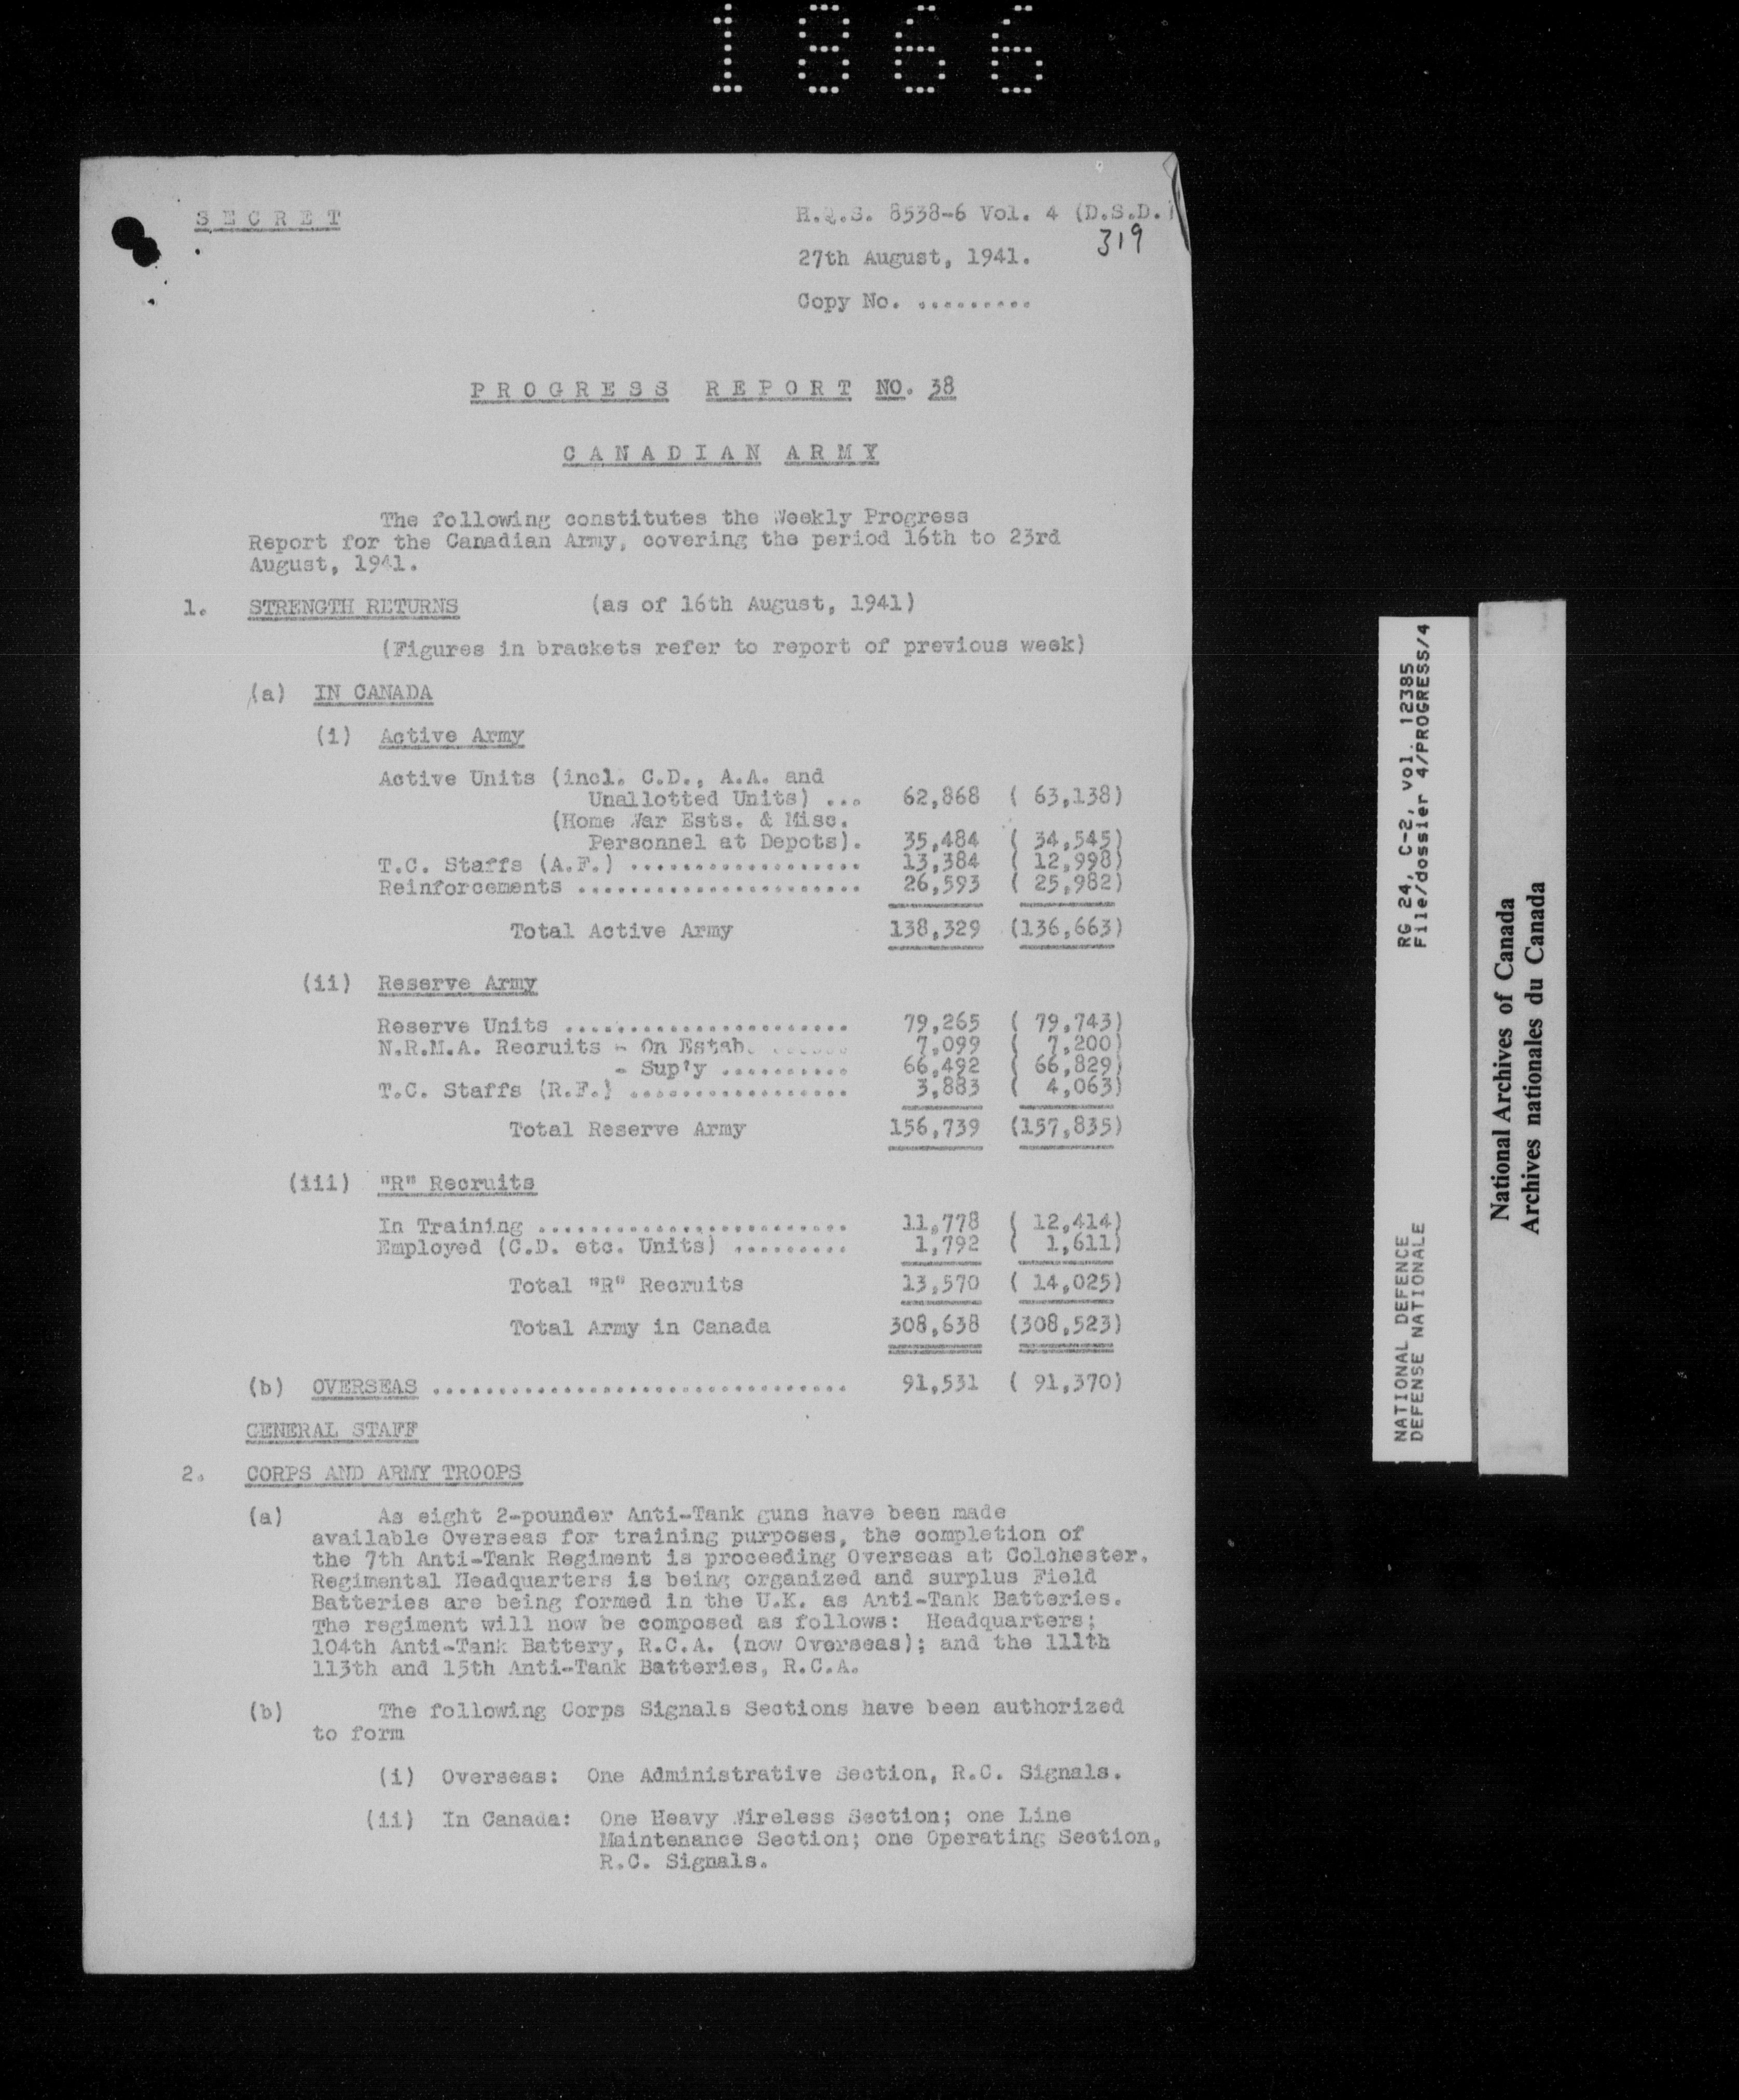 1866
S E C R E T
H.Q.S. 8538-6 Vol. 4 (D.S.D.)
319
27th August, 1941.
Copy No. .........
P R O G R E S S R E P O R T NO. 38
C A N A D I A N A R M Y
The following constitutes the Weekly Progress
Report for the Canadian Army, covering the period 16th to 23rd
August, 1941.
1. STRENGTH RETURNS (as of 16th August, 1941)
(Figures in brackets refer to report of previous week)
(a) IN CANADA
(i) Active Army
Active Units (incl. C.D., A.A. and
Unallotted Units) ... 62,868 ( 63,138)
(Home War Ests. & Misc.
Personnel at Depots). 35,484 ( 34,545)
T.C. Staffs (A.F.) .................. 13,384 ( 12,998)
Reinforcements ...................... 26,593 ( 25,982)
Total Active Army 138,329 (136,663)
(ii) Reserve Army
Reserve Units ...................... 79,265 ( 79,743)
N.R.M.A. Recruits - On Estab. ...... 7,099 ( 7,200)
- Sup'y .......... 66,492 ( 66,829)
T.C. Staffs (R.F.) ................. 3,883 ( 4,063)
Total Reserve Army 156,739 (157,835)
(iii) "R" Recruits
In Training ........................ 11,778 ( 12,414)
Employed (C.D. etc. Units) ......... 1,792 ( 1,611)
Total "R" Recruits 13,570 ( 14,025)
Total Army in Canada 308,638 (308,523)
(b) OVERSEAS ................................ 91,531 ( 91,370)
GENERAL STAFF
2. CORPS AND ARMY TROOPS
(a) As eight 2-pounder Anti-Tank guns have been made
available Overseas for training purposes, the completion of
the 7th Anti-Tank Regiment is proceeding Overseas at Colchester.
Regimental Headquarters is being organized and surplus Field
Batteries are being formed in the U.K. as Anti-Tank Batteries.
The regiment will now be composed as follows: Headquarters;
104th Anti-Tank Battery, R.C.A. (now Overseas); and the 111th
113th and 15th Anti-Tank Batteries, R.C.A.
(b) The following Corps Signals Sections have been authorized
to form
(i) Overseas: One Administrative Section, R.C. Signals.
(ii) In Canada: One Heavy Wireless Section; one Line
Maintenance Section; one Operating Section,
R.C. Signals.
NATIONAL DEFENCE RG 24, C-2, vol. 12385
DEFENSE NATIONALE File/dossier 4/PROGRESS/4
National Archives of Canada
Archives nationales du Canada